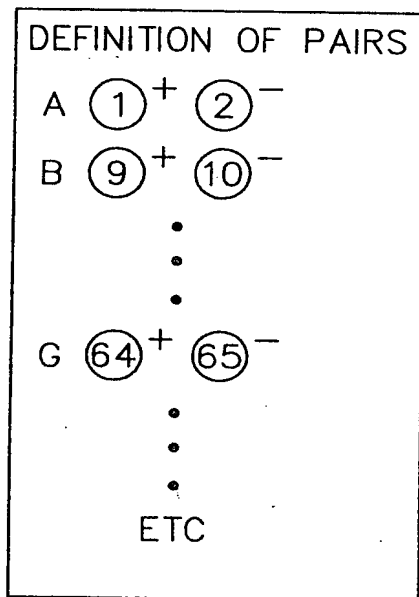 DEFINITION OF PAIRS
A 1 + 2 -
B 9 + 10 -
G 64 + 65 -
ETC